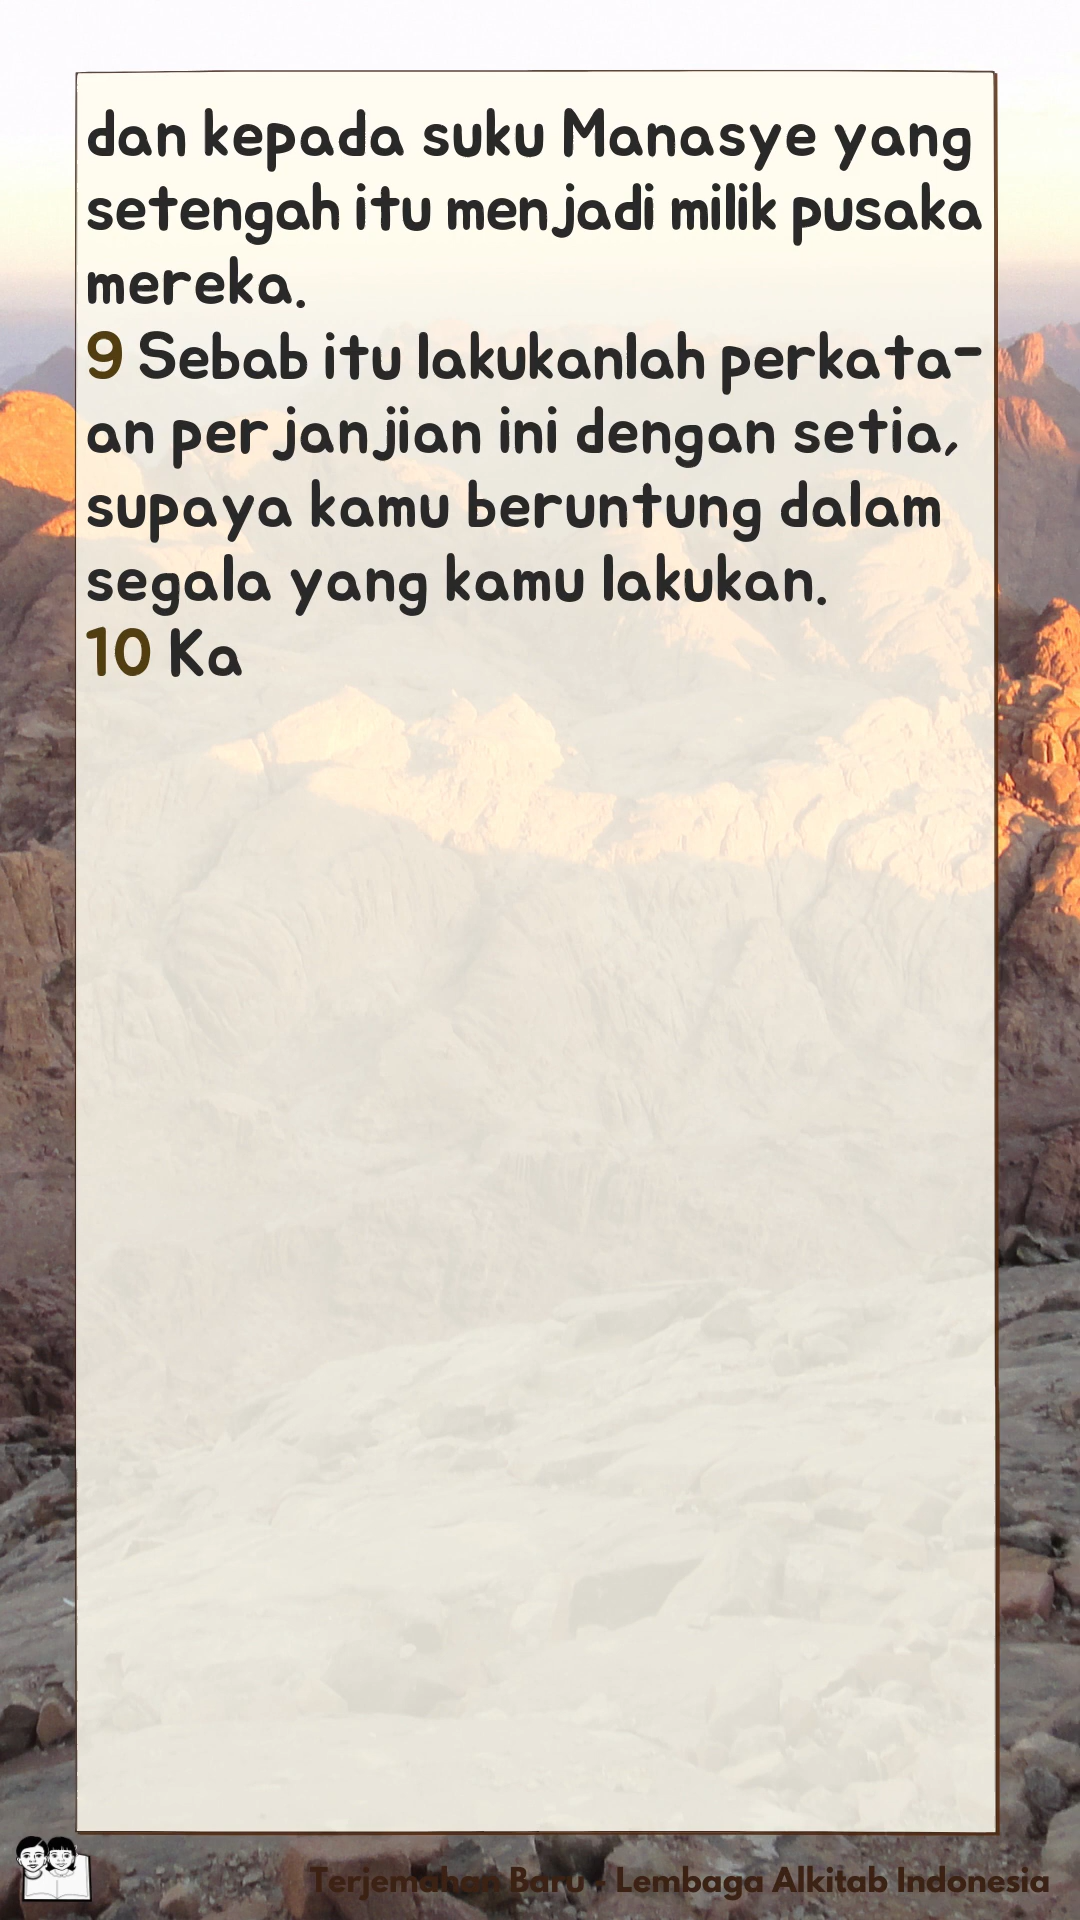 dan kepada suku Manasye yang
setengah itu menjadi milik pusaka
mereka.
9 Sebab itu lakukanlah perkata-
an perjanjian ini dengan setia,
supaya kamu beruntung dalam
segala yang kamu lakukan.
10 Ka
Terjemahan Baru - Lembaga Alkitab Indonesia